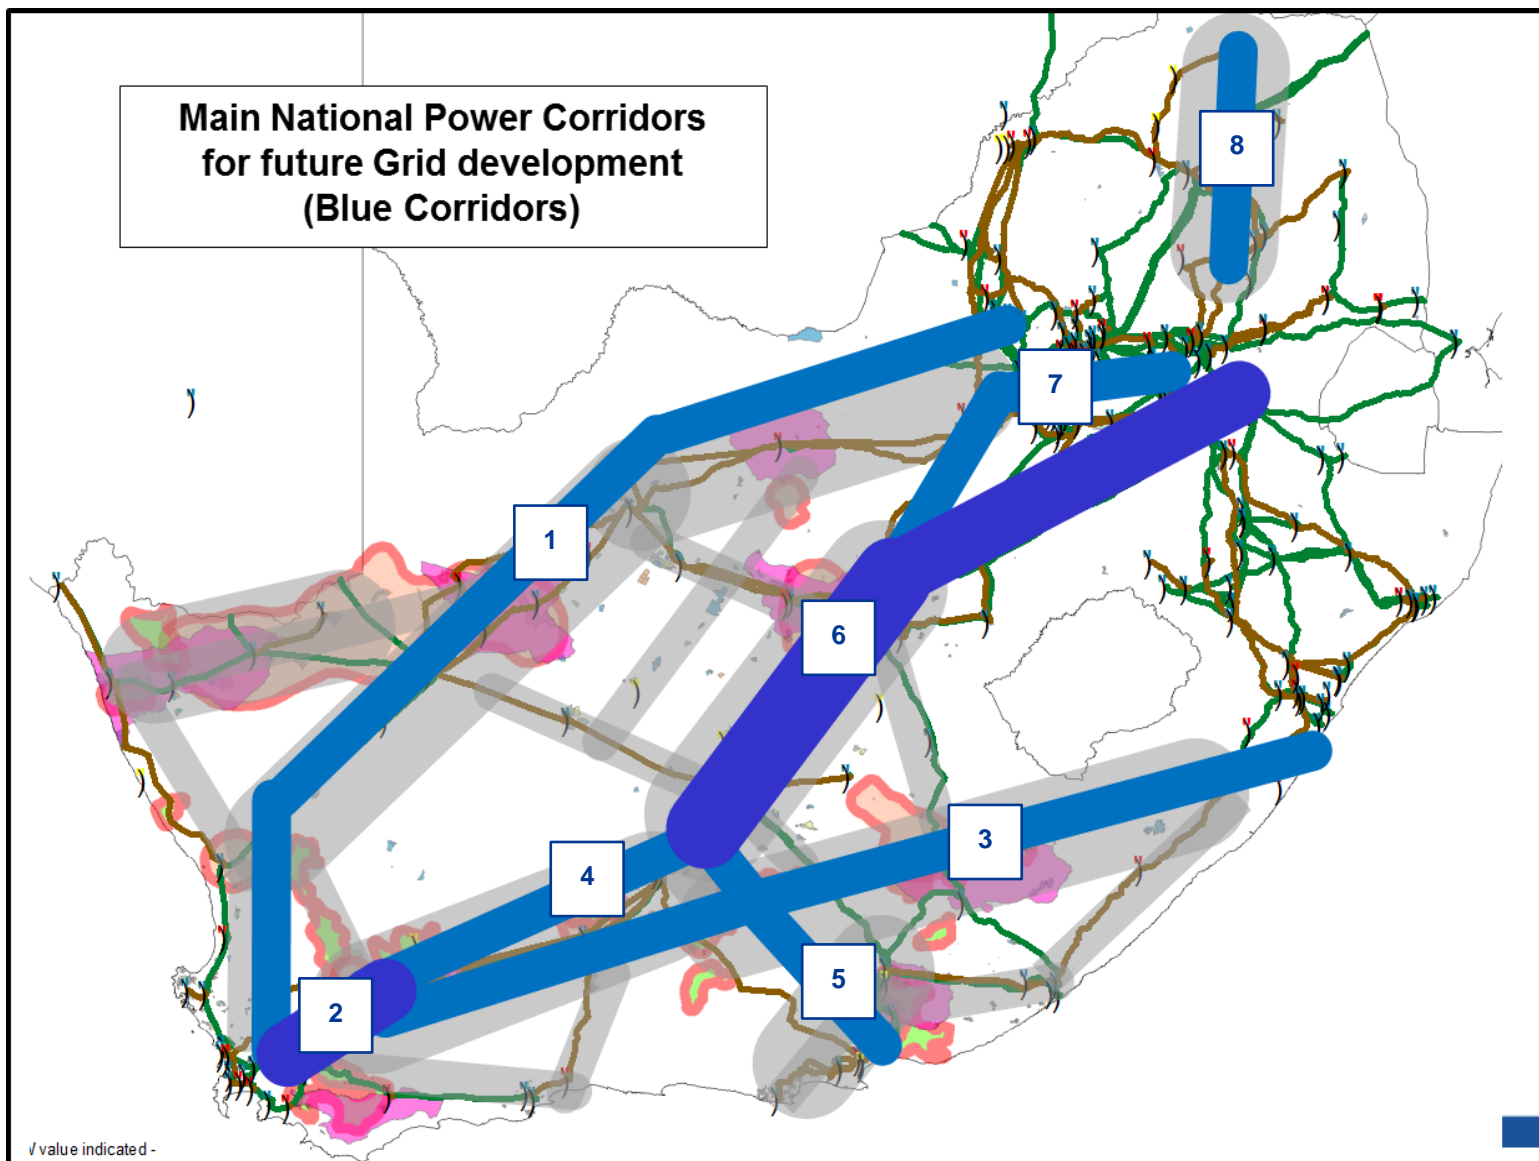 Main National Power Corridors
for future Grid development
(Blue Corridors)
8
7
1
6
3
4
5
2
value indicated -